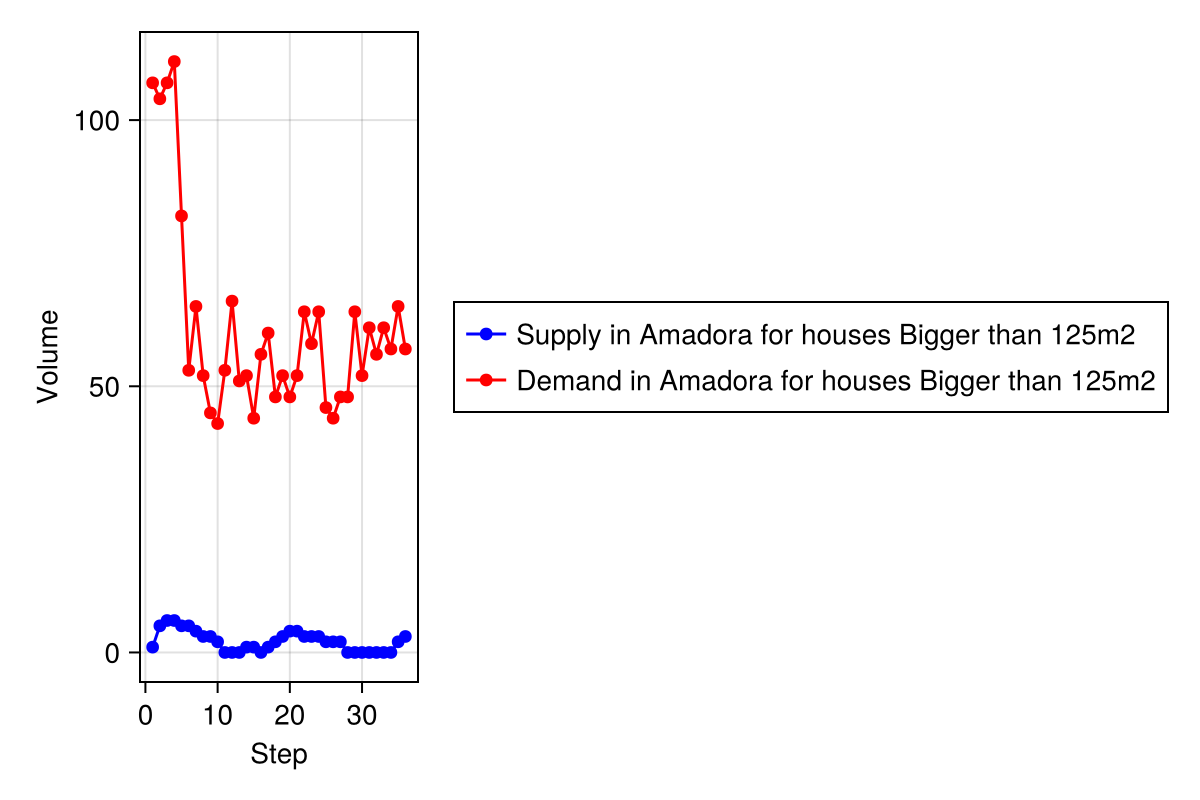 Volume
100
50
0
0 10 20 30
Step
Supply in Amadora for houses Bigger than 125m2
Demand in Amadora for houses Bigger than 125m2